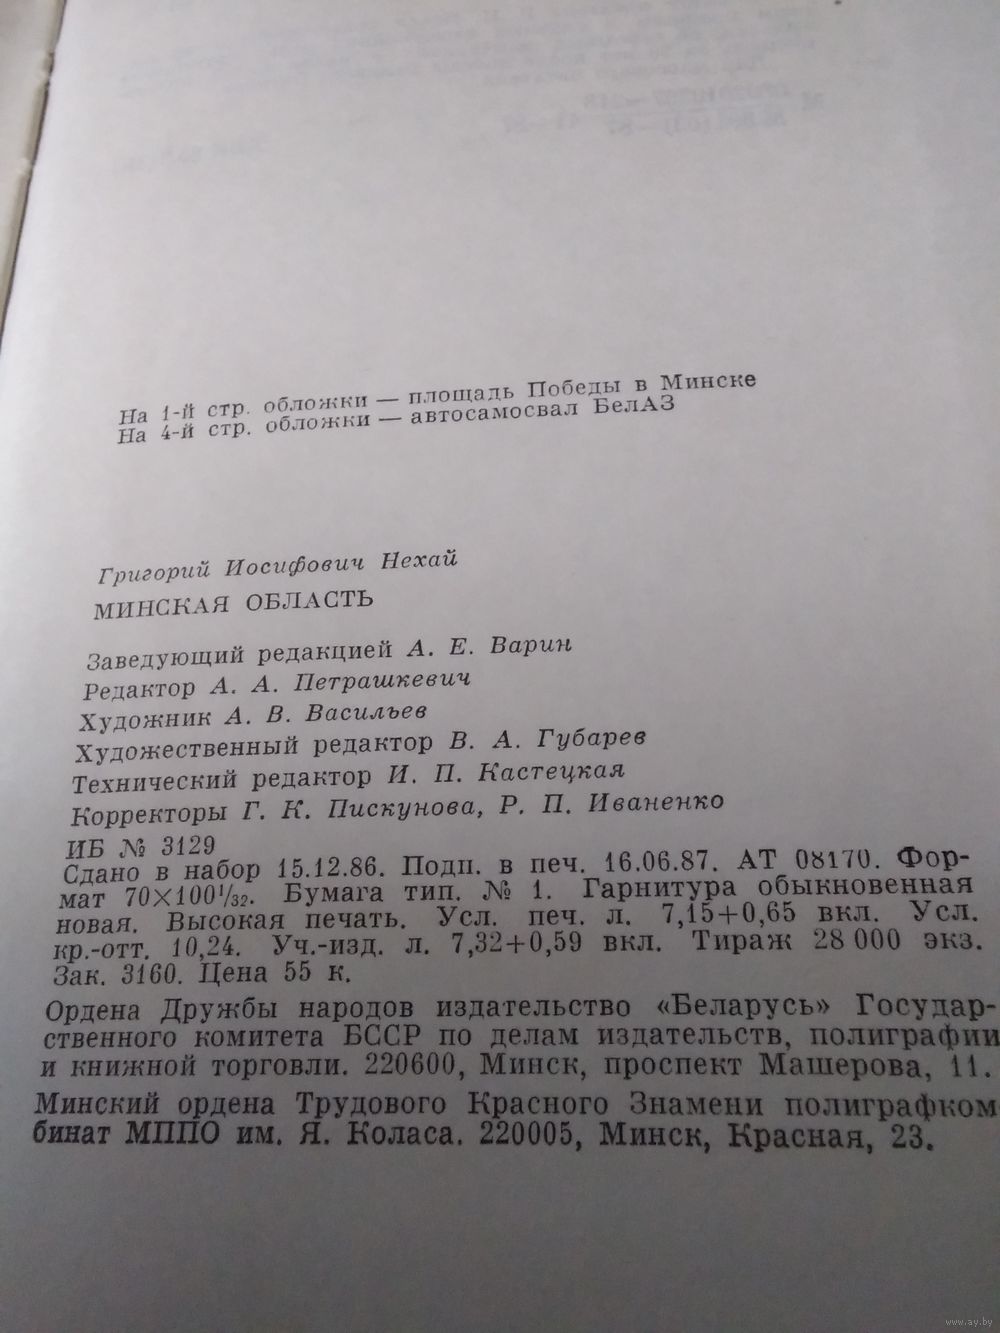 На 1-й стр. обложки — площадь Победы в Минске
На 4-й стр. обложки — автосамосвал БелАЗ
Григорий Иосифович Нехай
МИНСКАЯ ОБЛАСТЬ
Заведующий редакцией А. Е. Варин
Редактор А. А. Петрашкевич
Художник А. В. Васильев
Художественный редактор В. А. Губарев
Технический редактор И. П. Кастецкая
Корректоры Г. К. Пискунова, Р. П. Иваненко
ИБ № 3129
Сдано в набор 15.12.86. Подп. в печ. 16.06.87. АТ 08170. Фор-
мат 70×100¹/₃₂. Бумага тип. № 1. Гарнитура обыкновенная
новая. Высокая печать. Усл. печ. л. 7,15+0,65 вкл. Усл.
кр.-отт. 10,24. Уч.-изд. л. 7,32+0,59 вкл. Тираж 28 000 экз.
Зак. 3160. Цена 55 к.
Ордена Дружбы народов издательство «Беларусь» Государ-
ственного комитета БССР по делам издательств, полиграфии
и книжной торговли. 220600, Минск, проспект Машерова, 11.
Минский ордена Трудового Красного Знамени полиграфком
бинат МППО им. Я. Коласа. 220005, Минск, Красная, 23.
www.ay.by